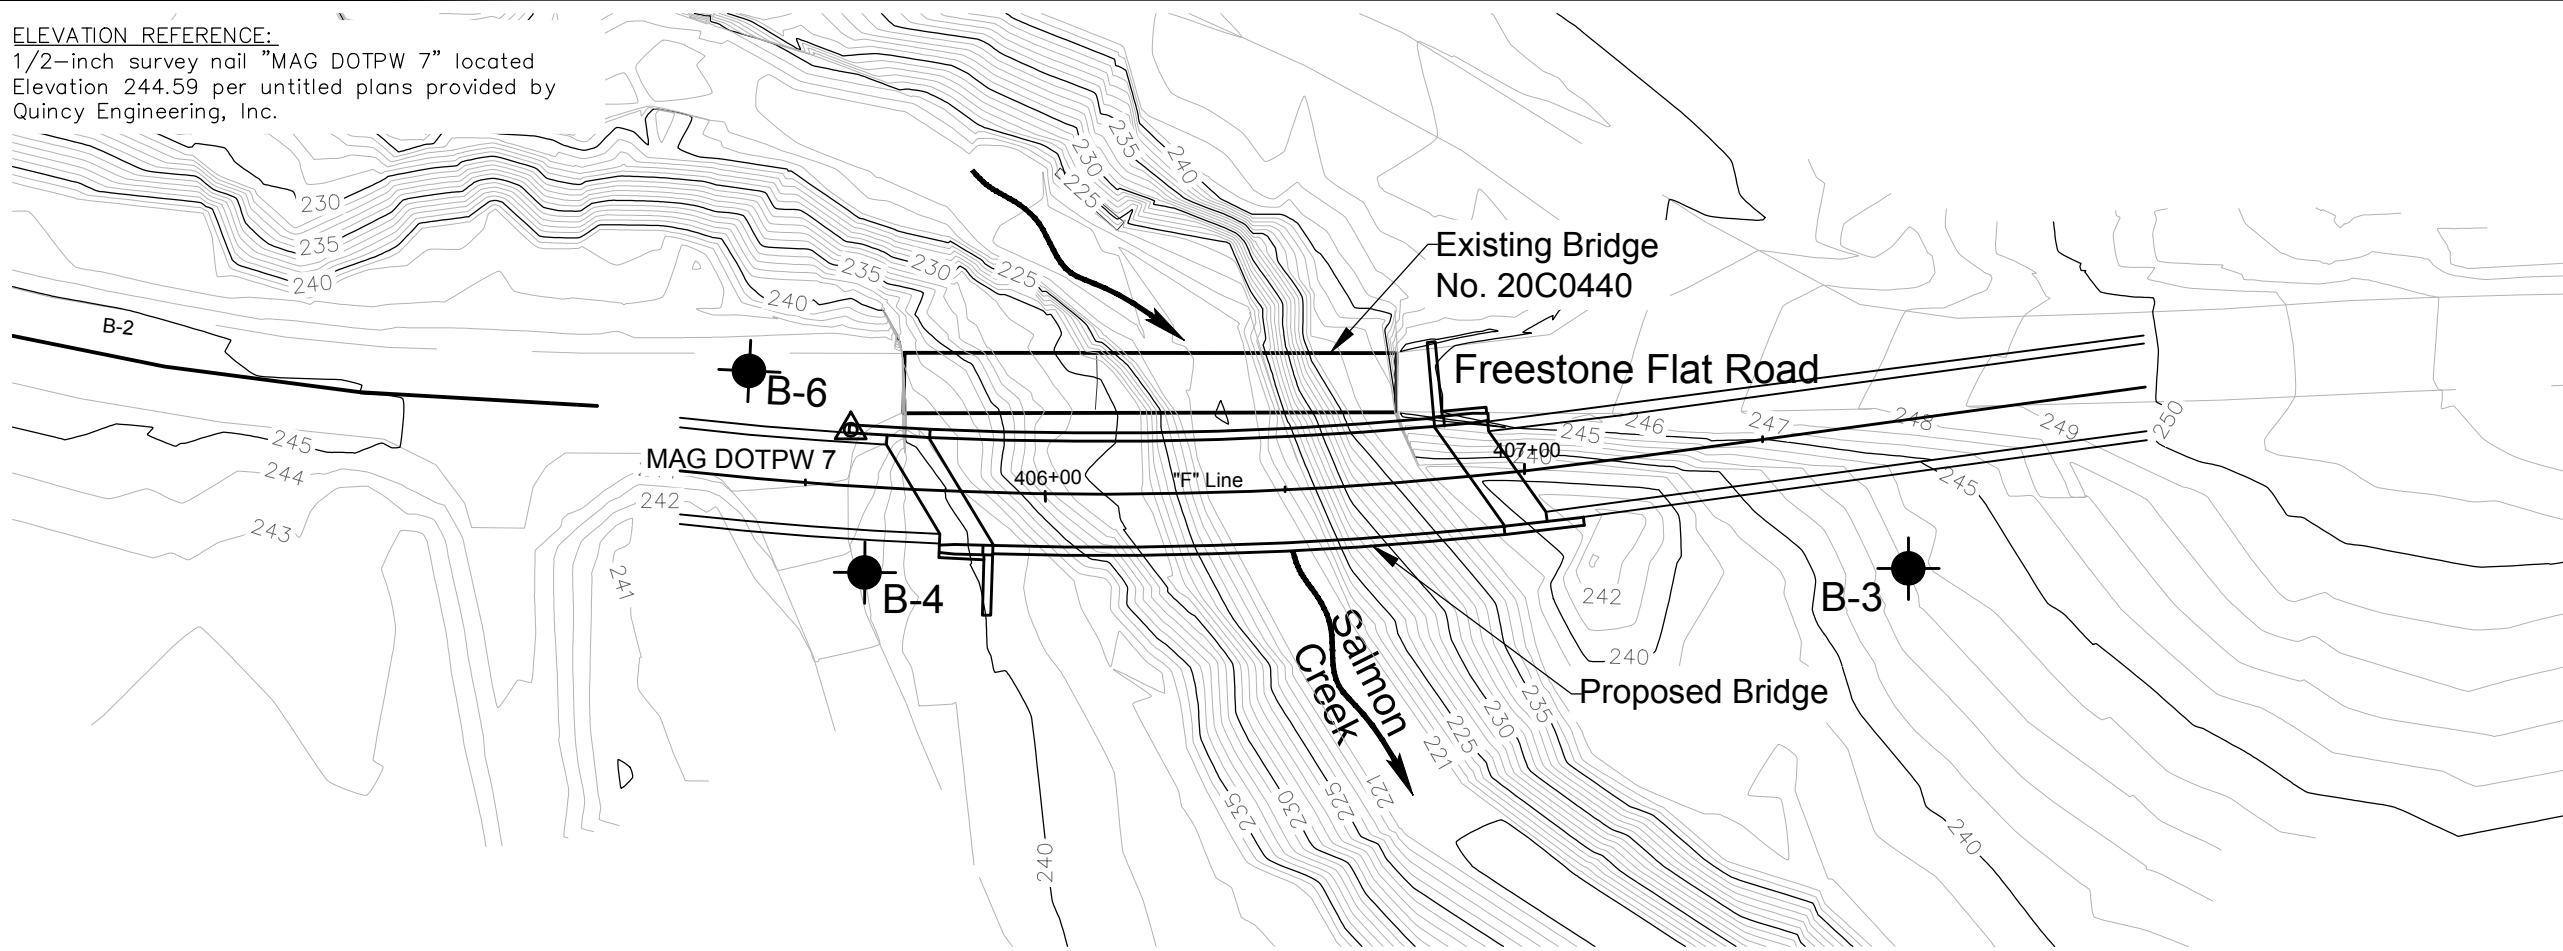 ELEVATION REFERENCE:
1/2-inch survey nail "MAG DOTPW 7" located
Elevation 244.59 per untitled plans provided by
Quincy Engineering, Inc.
235
230
240
225
230
235
240
235
230
225
240
Existing Bridge
No. 20C0440
B-2
B-6
Freestone Flat Road
245
244
243
MAG DOTPW 7
242
241
406+00
"F" Line
407+00
240
245
246
247
248
249
250
245
B-4
B-3
242
240
Salmon
Creek
Proposed Bridge
235
230
225
221
221
225
230
235
240
240